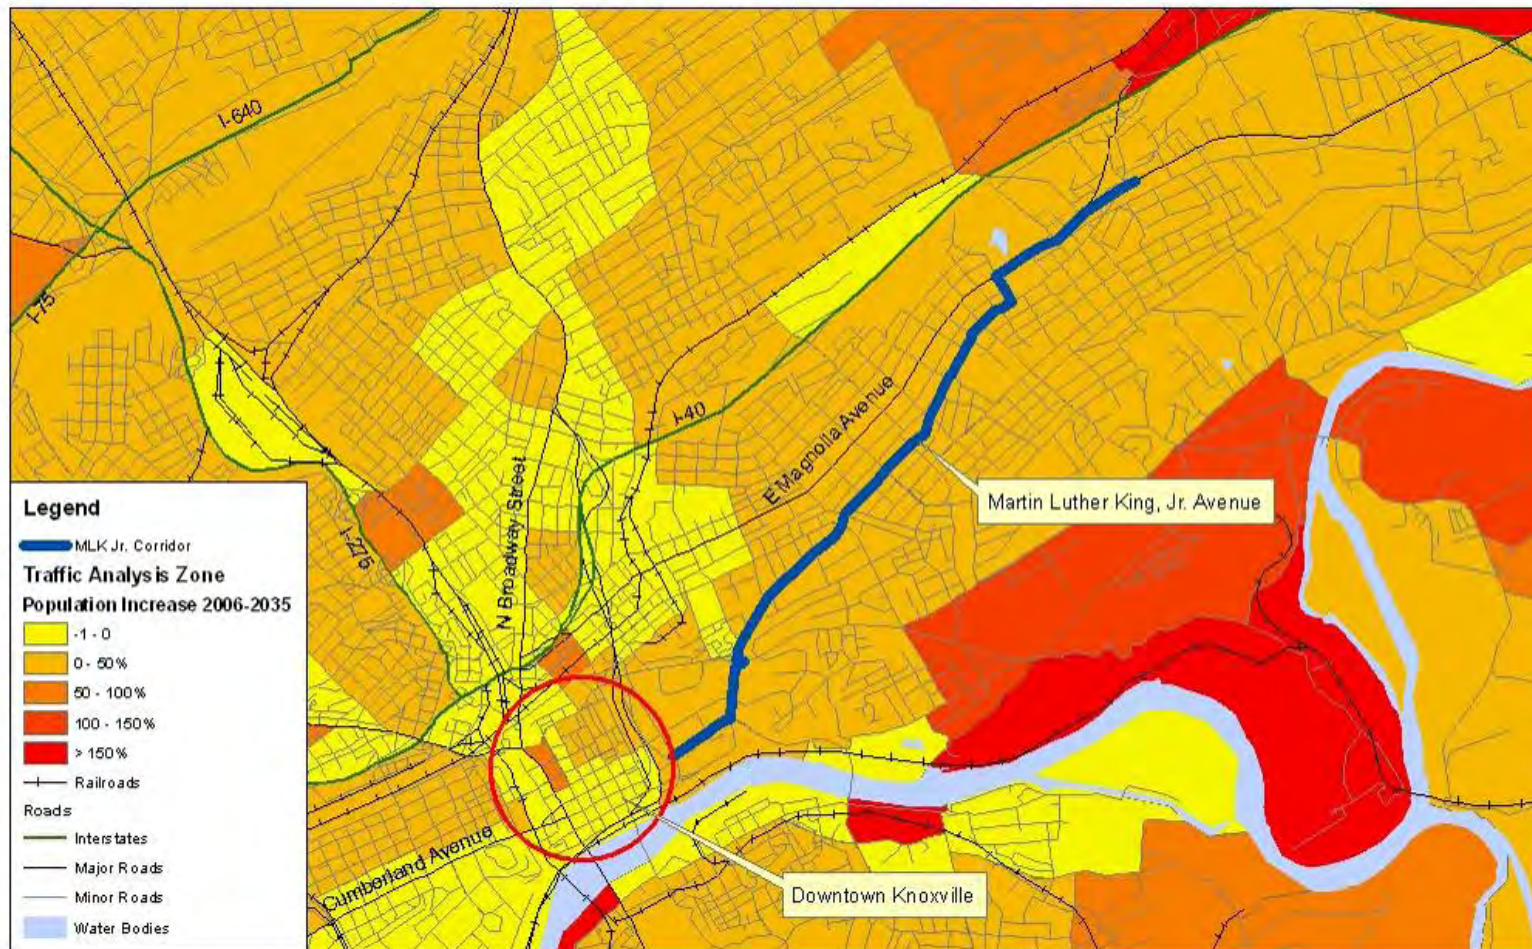 I-640
I-75
I-40
E Magnolia Avenue
N Broadway Street
I-275
Martin Luther King, Jr. Avenue
Cumberland Avenue
Downtown Knoxville
Legend
MLK Jr. Corridor
Traffic Analysis Zone
Population Increase 2006-2035
-1 - 0
0 - 50%
50 - 100%
100 - 150%
> 150%
Railroads
Roads
Interstates
Major Roads
Minor Roads
Water Bodies